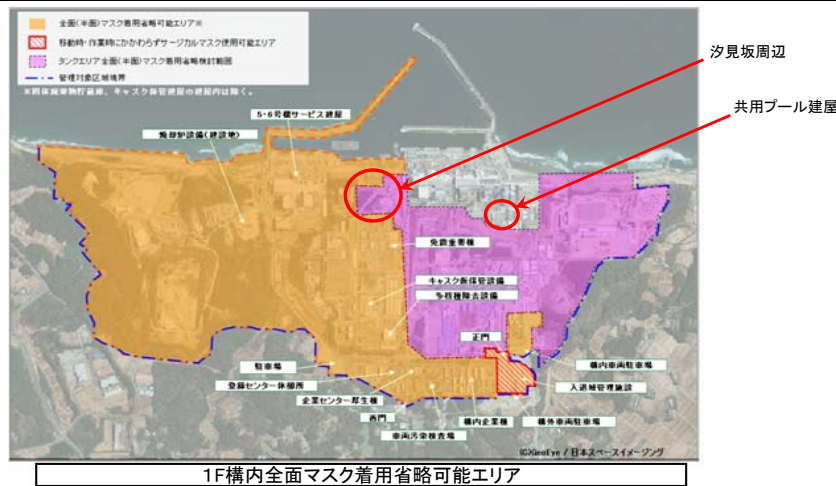 全面(半面)マスク着用省略可能エリア※
移動時・作業時にかかわらずサージカルマスク使用可能エリア
タンクエリア全面(半面)マスク着用省略検討範囲
管理対象区域境界
※固体廃棄物貯蔵庫、キャスク保管建屋の建屋内は除く。
汐見坂周辺
共用プール建屋
5・6号機サービス建屋
焼却炉設備(建設地)
免震重要棟
キャスク仮保管設備
多核種除去設備
正門
駐車場
構内車両駐車場
登録センター休憩所
入退域管理施設
企業センター厚生棟
西門
構内企業棟
構外車両駐車場
車両汚染検査場
(C)GeoEye / 日本スペースイメージング
1F構内全面マスク着用省略可能エリア